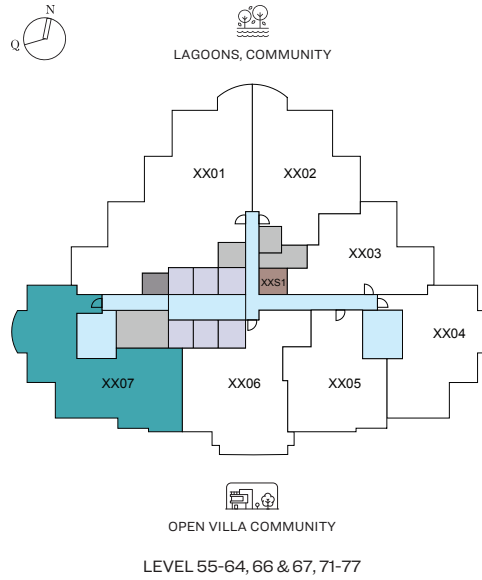 N
Q
LAGOONS, COMMUNITY
XX01
XX02
XX03
XXS1
XX04
XX07
XX06
XX05
OPEN VILLA COMMUNITY
LEVEL 55-64, 66 & 67, 71-77